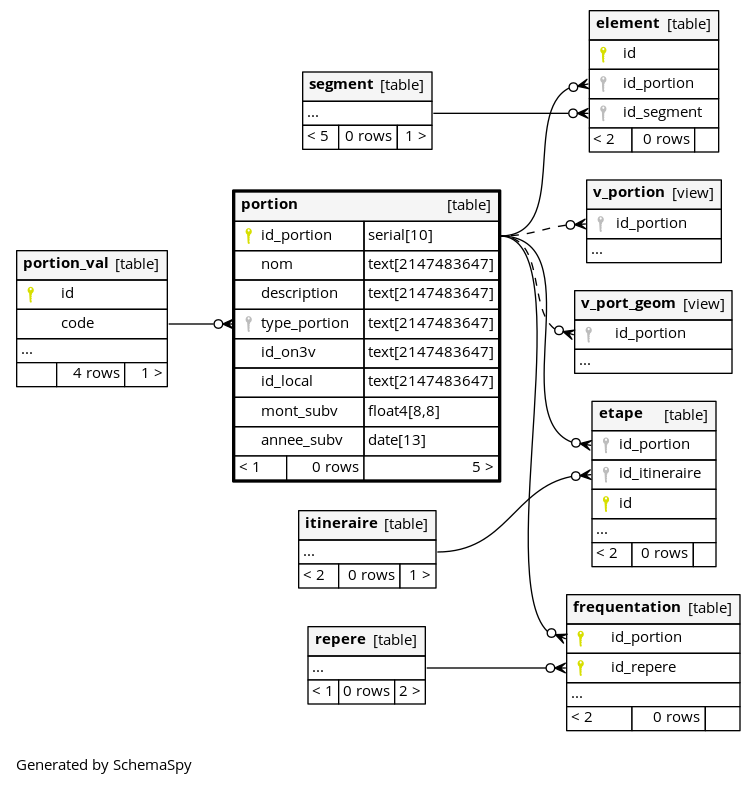 element [table]
id
id_portion
id_segment
< 2 0 rows
segment [table]
...
< 5 0 rows 1 >
v_portion [view]
id_portion
...
portion [table]
id_portion serial[10]
nom text[2147483647]
description text[2147483647]
type_portion text[2147483647]
id_on3v text[2147483647]
id_local text[2147483647]
mont_subv float4[8,8]
annee_subv date[13]
< 1 0 rows 5 >
portion_val [table]
id
code
...
4 rows 1 >
v_port_geom [view]
id_portion
...
etape [table]
id_portion
id_itineraire
id
...
< 2 0 rows
itineraire [table]
...
< 2 0 rows 1 >
frequentation [table]
id_portion
id_repere
...
< 2 0 rows
repere [table]
...
< 1 0 rows 2 >
Generated by SchemaSpy